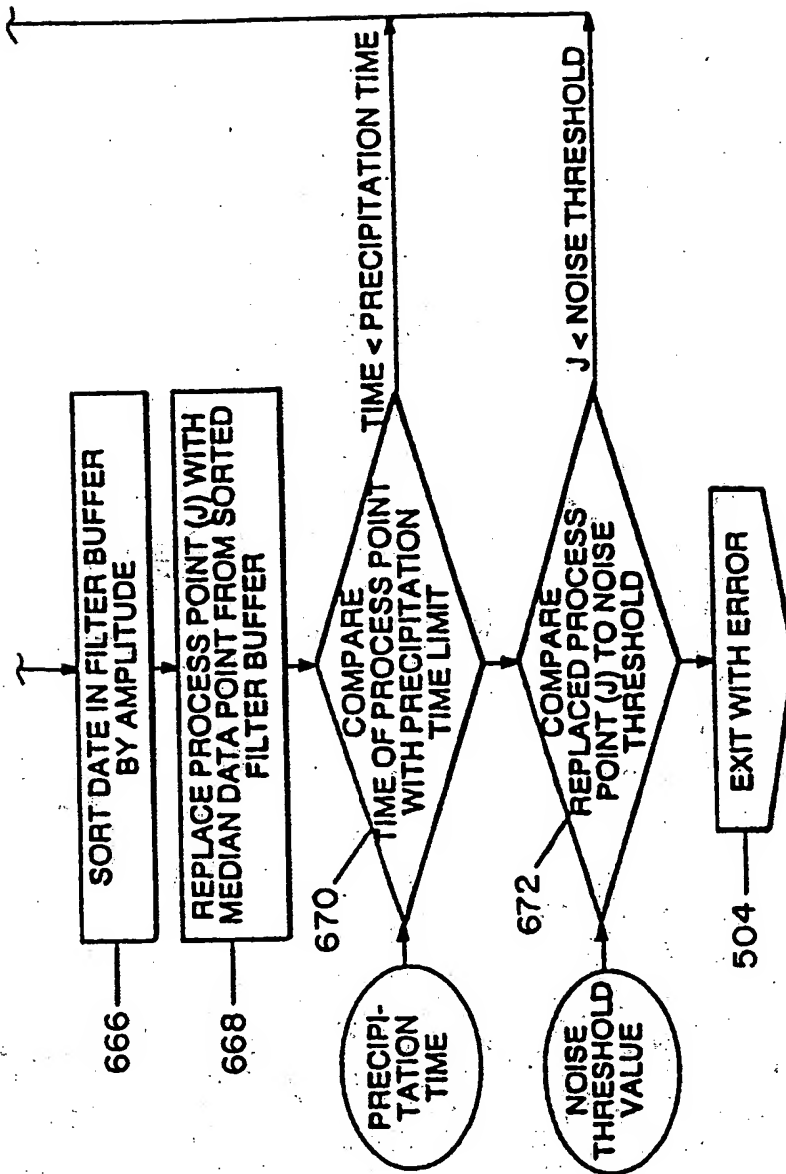 SORT DATE IN FILTER BUFFER
BY AMPLITUDE
666
REPLACE PROCESS POINT (J) WITH
MEDIAN DATA POINT FROM SORTED
FILTER BUFFER
668
COMPARE
TIME OF PROCESS POINT
WITH PRECIPITATION
TIME LIMIT
670
TIME < PRECIPITATION TIME
PRECIPI-
TATION
TIME
COMPARE
REPLACED PROCESS
POINT (J) TO NOISE
THRESHOLD
672
J < NOISE THRESHOLD
NOISE
THRESHOLD
VALUE
EXIT WITH ERROR
504